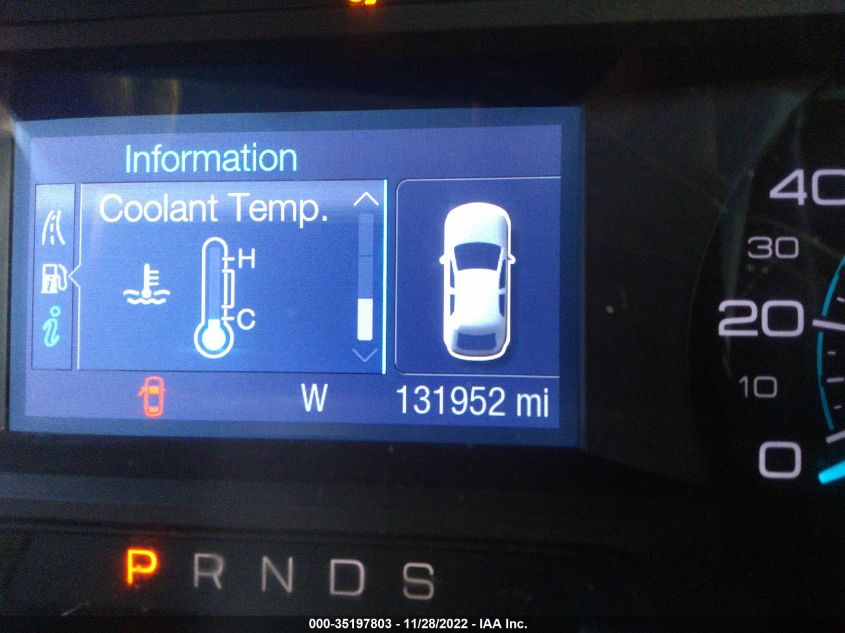 Information
Coolant Temp.
H
C
i
W 131952 mi
40
30
20
10
0
P R N D S
000-35197803 - 11/28/2022 - IAA Inc.